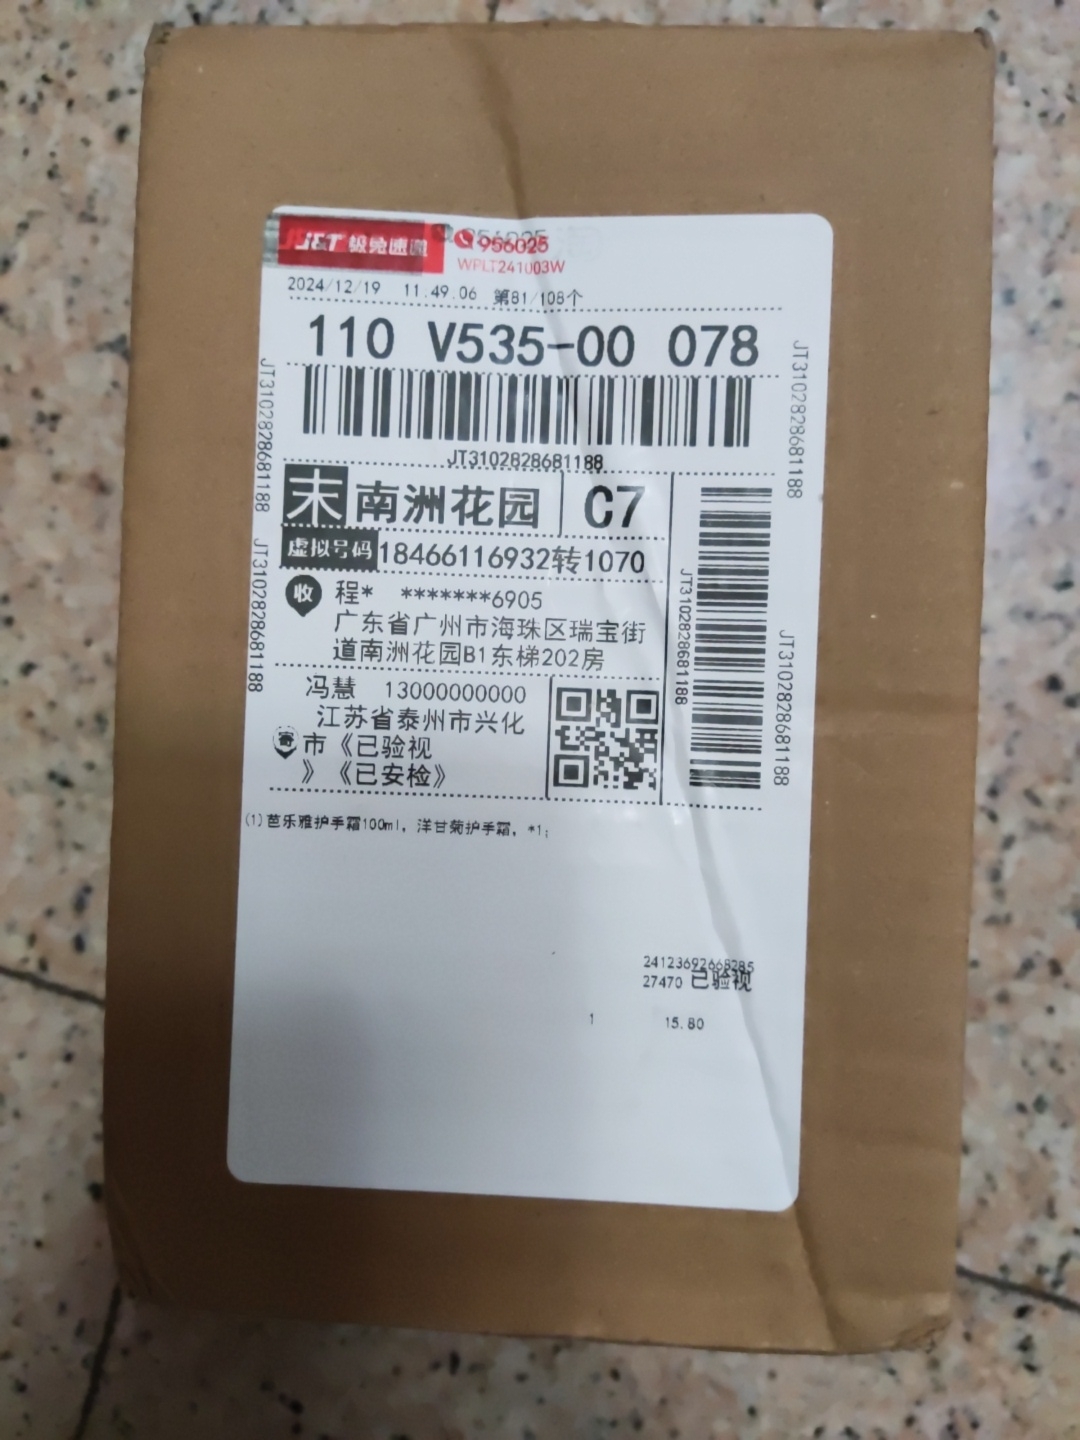 J&T 极兔速递
956025
WPLT241003W
2024/12/19 11.49.06 第81/108个
110 V535-00 078
JT3102828681188
JT3102828681188
JT3102828681188
末 南洲花园 C7
虚拟号码 18466116932转1070
收 程* *******6905
广东省广州市海珠区瑞宝街
道南洲花园B1东梯202房
JT3102828681188
JT3102828681188
JT3102828681188
冯慧 13000000000
江苏省泰州市兴化
寄 市《已验视
》《已安检》
(1)芭乐雅护手霜100ml, 洋甘菊护手霜, *1;
24123692668285
27470 已验视
1 15.80